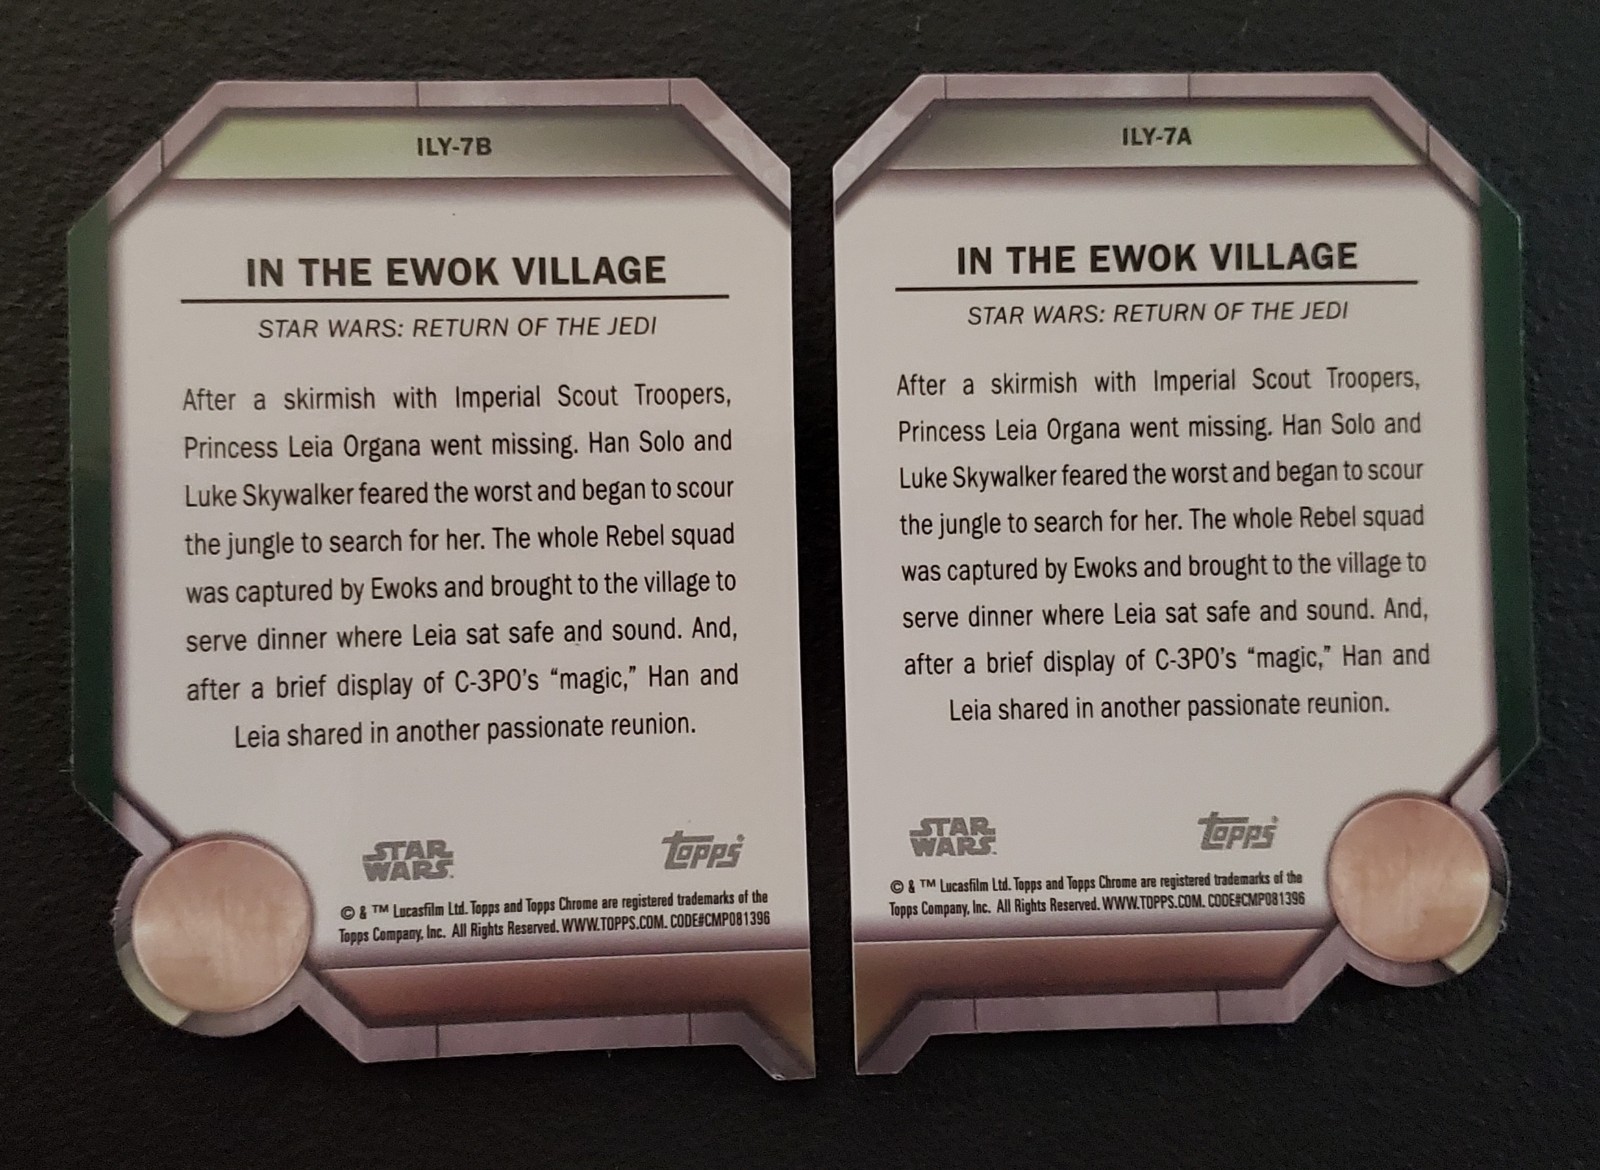 ILY-7B
IN THE EWOK VILLAGE
STAR WARS: RETURN OF THE JEDI
After a skirmish with Imperial Scout Troopers,
Princess Leia Organa went missing. Han Solo and
Luke Skywalker feared the worst and began to scour
the jungle to search for her. The whole Rebel squad
was captured by Ewoks and brought to the village to
serve dinner where Leia sat safe and sound. And,
after a brief display of C-3PO's “magic,” Han and
Leia shared in another passionate reunion.
STAR WARS
Topps®
© & ™ Lucasfilm Ltd. Topps and Topps Chrome are registered trademarks of the
Topps Company, Inc. All Rights Reserved. WWW.TOPPS.COM. CODE#CMP081396
ILY-7A
IN THE EWOK VILLAGE
STAR WARS: RETURN OF THE JEDI
After a skirmish with Imperial Scout Troopers,
Princess Leia Organa went missing. Han Solo and
Luke Skywalker feared the worst and began to scour
the jungle to search for her. The whole Rebel squad
was captured by Ewoks and brought to the village to
serve dinner where Leia sat safe and sound. And,
after a brief display of C-3PO's “magic,” Han and
Leia shared in another passionate reunion.
STAR WARS
Topps®
© & ™ Lucasfilm Ltd. Topps and Topps Chrome are registered trademarks of the
Topps Company, Inc. All Rights Reserved. WWW.TOPPS.COM. CODE#CMP081396